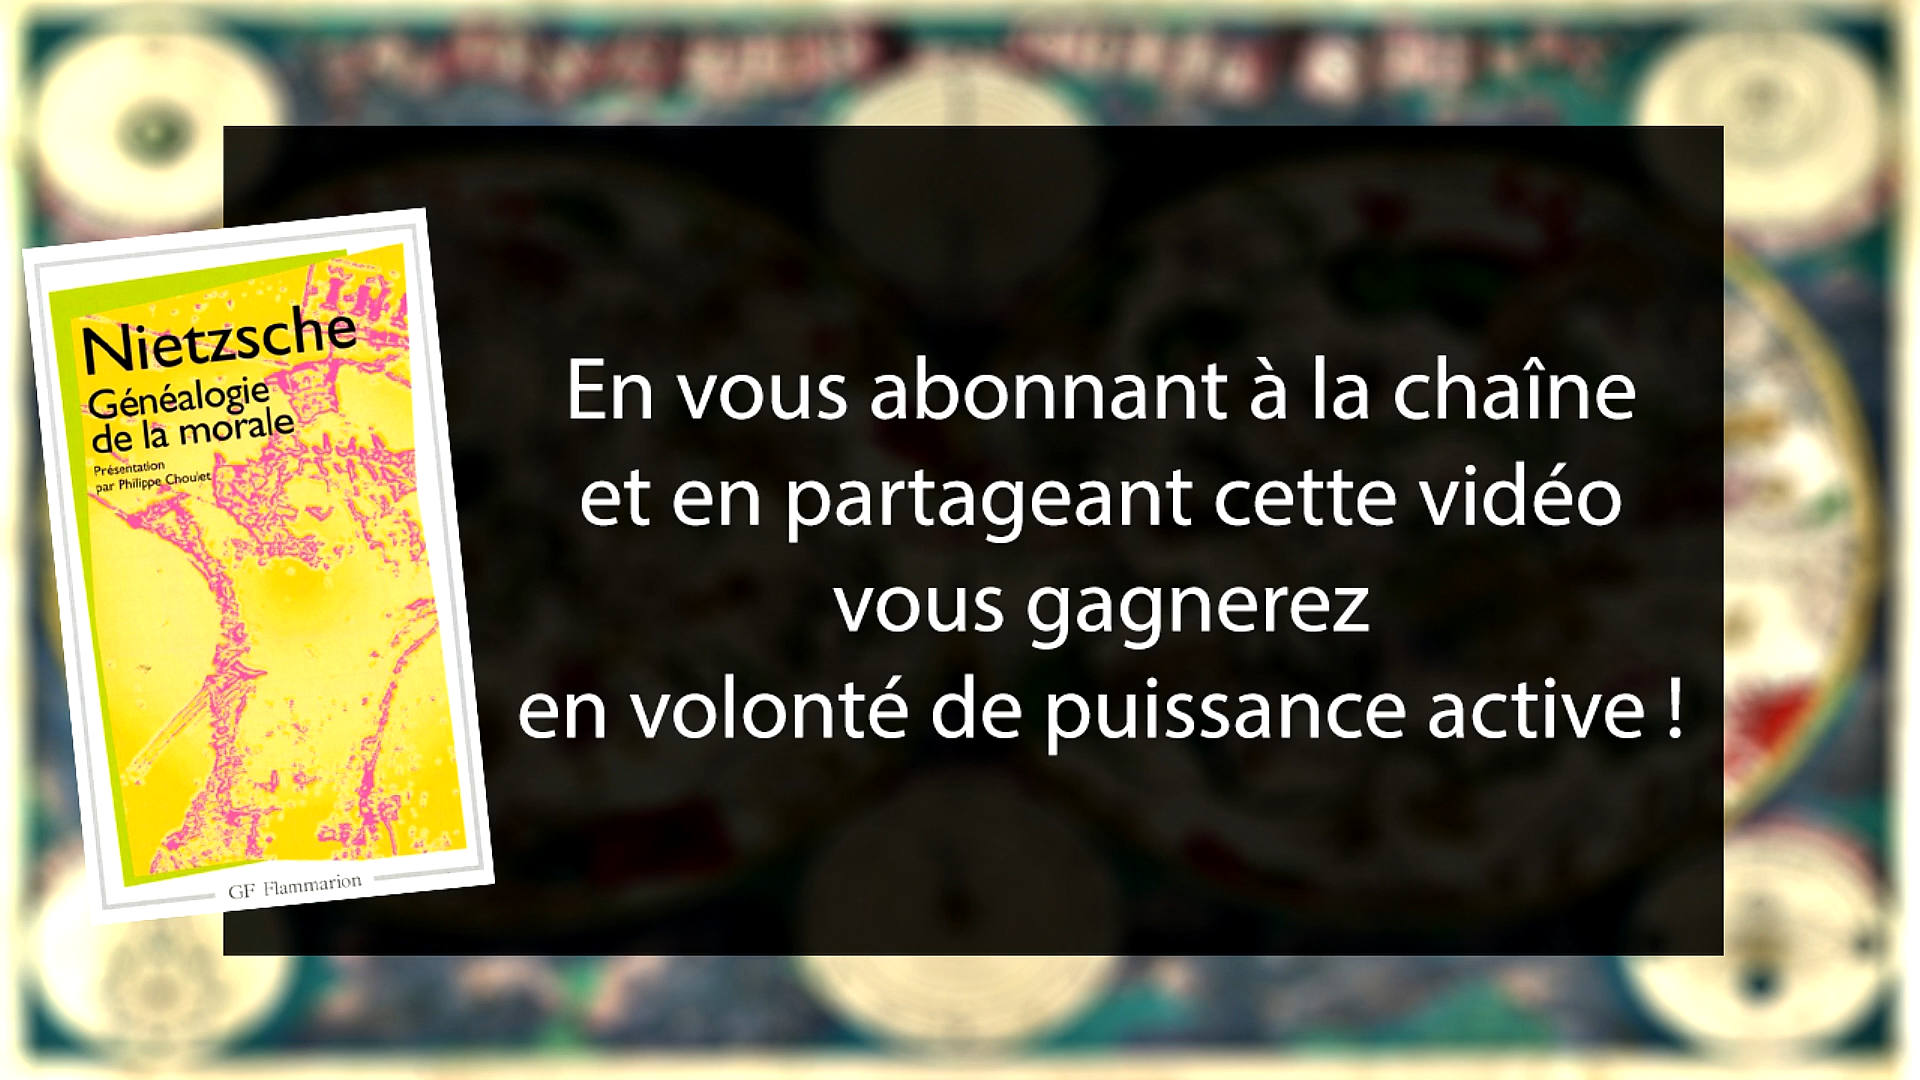 Nietzsche
Généalogie
de la morale
Présentation
par Philippe Choulet
GF Flammarion
En vous abonnant à la chaîne
et en partageant cette vidéo
vous gagnerez
en volonté de puissance active !